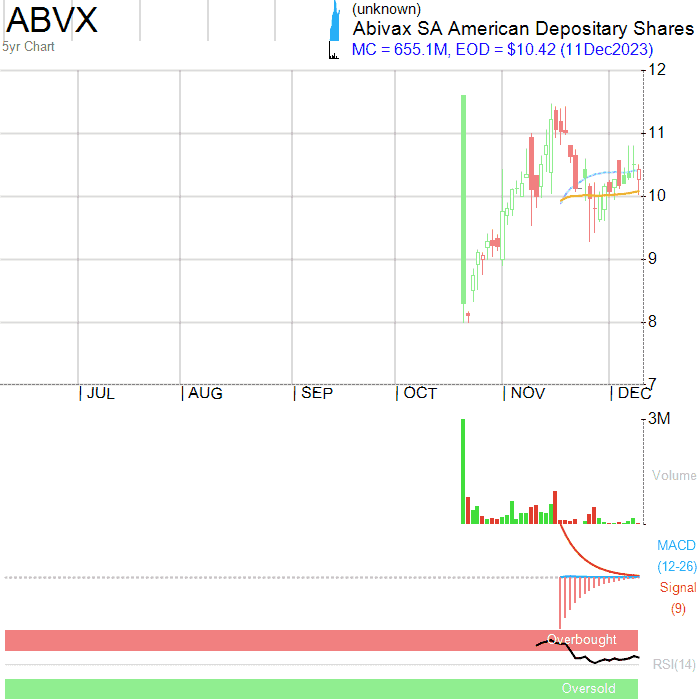 ABVX
(unknown)
Abivax SA American Depositary Shares
5yr Chart
MC = 655.1M, EOD = $10.42 (11Dec2023)
12
11
10
9
8
7
JUL AUG SEP OCT NOV DEC
3M
Volume
MACD
(12-26)
Signal
(9)
Overbought
RSI(14)
Oversold